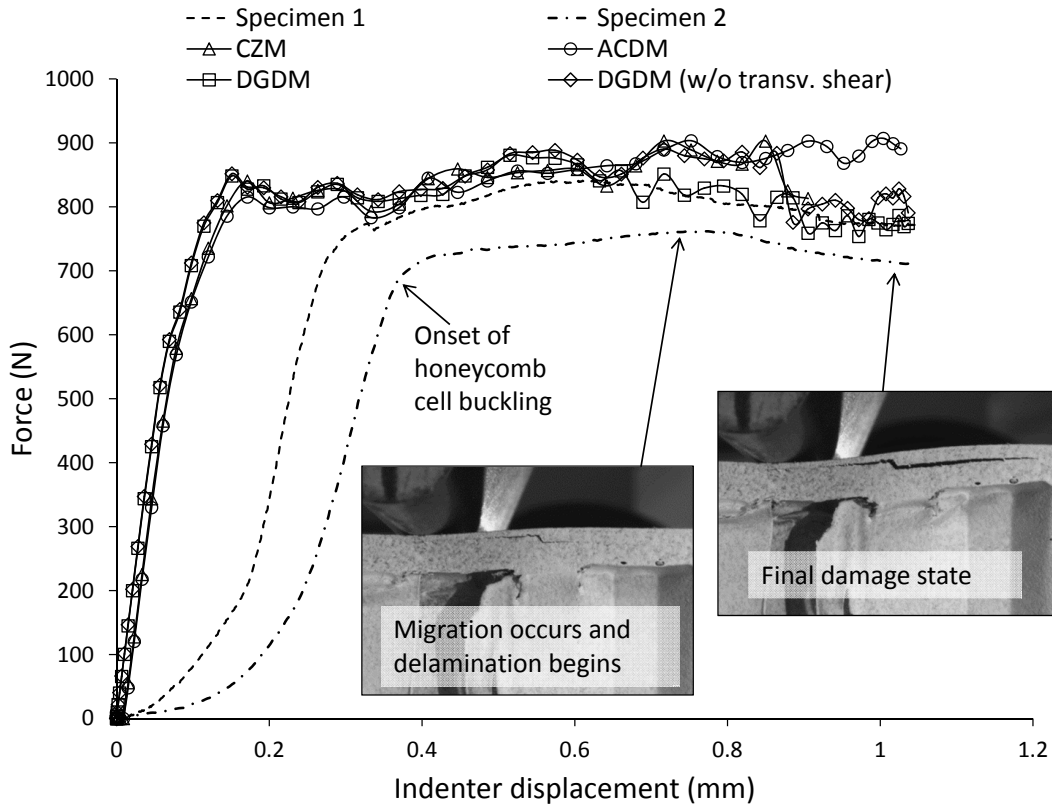 Specimen 1
Specimen 2
CZM
ACDM
DGDM
DGDM (w/o transv. shear)
1000
900
800
700
600
500
400
300
200
100
0
Force (N)
Onset of
honeycomb
cell buckling
Migration occurs and
delamination begins
Final damage state
0
0.2
0.4
0.6
0.8
1
1.2
Indenter displacement (mm)